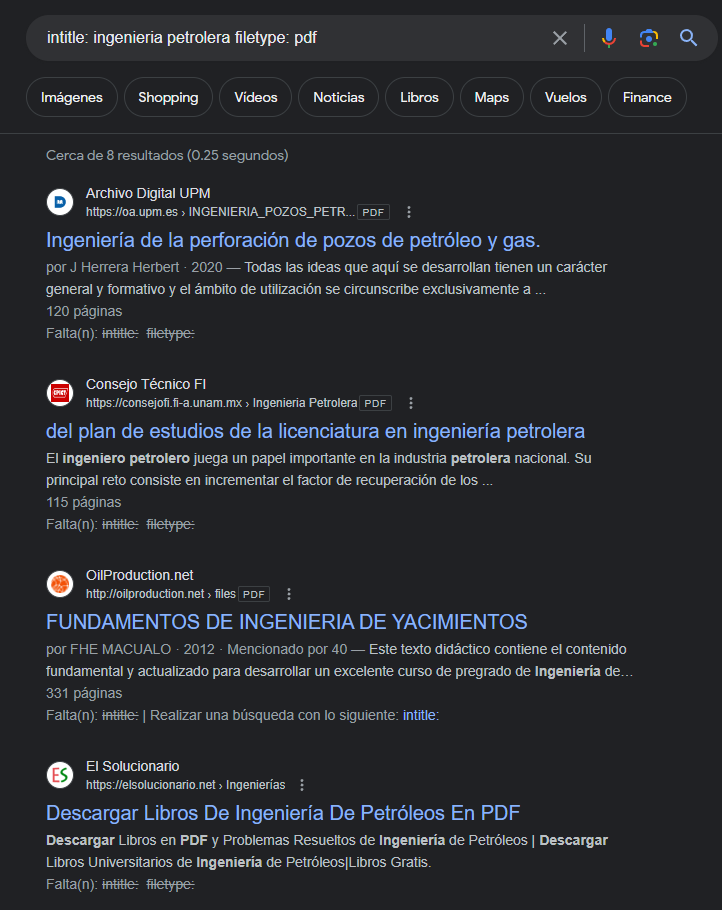 intitle: ingenieria petrolera filetype: pdf
Imágenes Shopping Vídeos Noticias Libros Maps Vuelos Finance
Cerca de 8 resultados (0.25 segundos)
Archivo Digital UPM
https://oa.upm.es › INGENIERIA_POZOS_PETR... PDF
Ingeniería de la perforación de pozos de petróleo y gas.
por J Herrera Herbert · 2020 — Todas las ideas que aquí se desarrollan tienen un carácter
general y formativo y el ámbito de utilización se circunscribe exclusivamente a ...
120 páginas
Falta(n): intitle: filetype:
Consejo Técnico FI
https://consejofi.fi-a.unam.mx › Ingenieria Petrolera PDF
del plan de estudios de la licenciatura en ingeniería petrolera
El ingeniero petrolero juega un papel importante en la industria petrolera nacional. Su
principal reto consiste en incrementar el factor de recuperación de los ...
115 páginas
Falta(n): intitle: filetype:
OilProduction.net
http://oilproduction.net › files PDF
FUNDAMENTOS DE INGENIERIA DE YACIMIENTOS
por FHE MACUALO · 2012 · Mencionado por 40 — Este texto didáctico contiene el contenido
fundamental y actualizado para desarrollar un excelente curso de pregrado de Ingeniería de...
331 páginas
Falta(n): intitle: | Realizar una búsqueda con lo siguiente: intitle:
ES
El Solucionario
https://elsolucionario.net › Ingenierías
Descargar Libros De Ingeniería De Petróleos En PDF
Descargar Libros en PDF y Problemas Resueltos de Ingeniería de Petróleos | Descargar
Libros Universitarios de Ingeniería de Petróleos|Libros Gratis.
Falta(n): intitle: filetype: